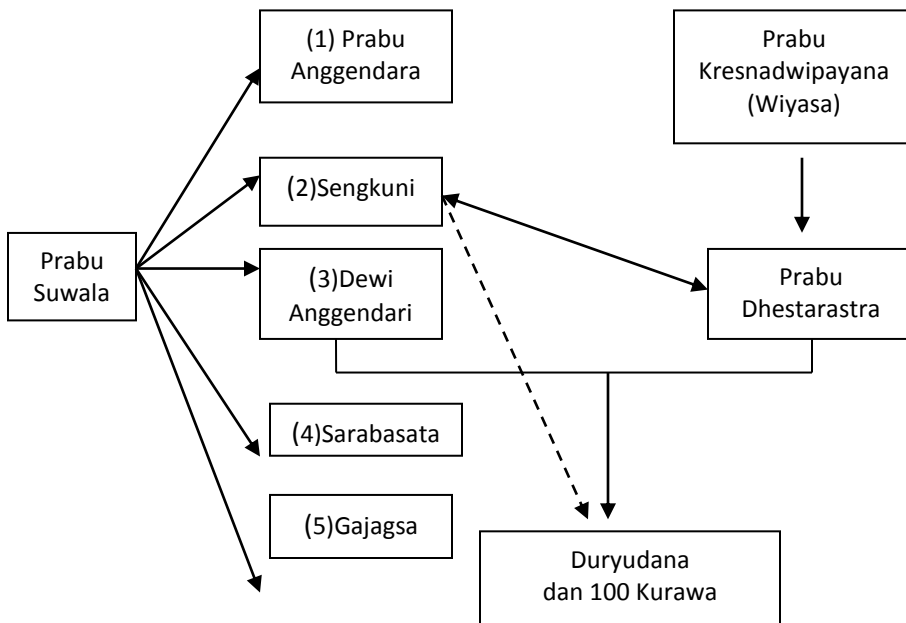 (1) Prabu
Anggendara
Prabu
Kresnadwipayana
(Wiyasa)
(2)Sengkuni
Prabu
Suwala
(3)Dewi
Anggendari
Prabu
Dhestarastra
(4)Sarabasata
(5)Gajagsa
Duryudana
dan 100 Kurawa